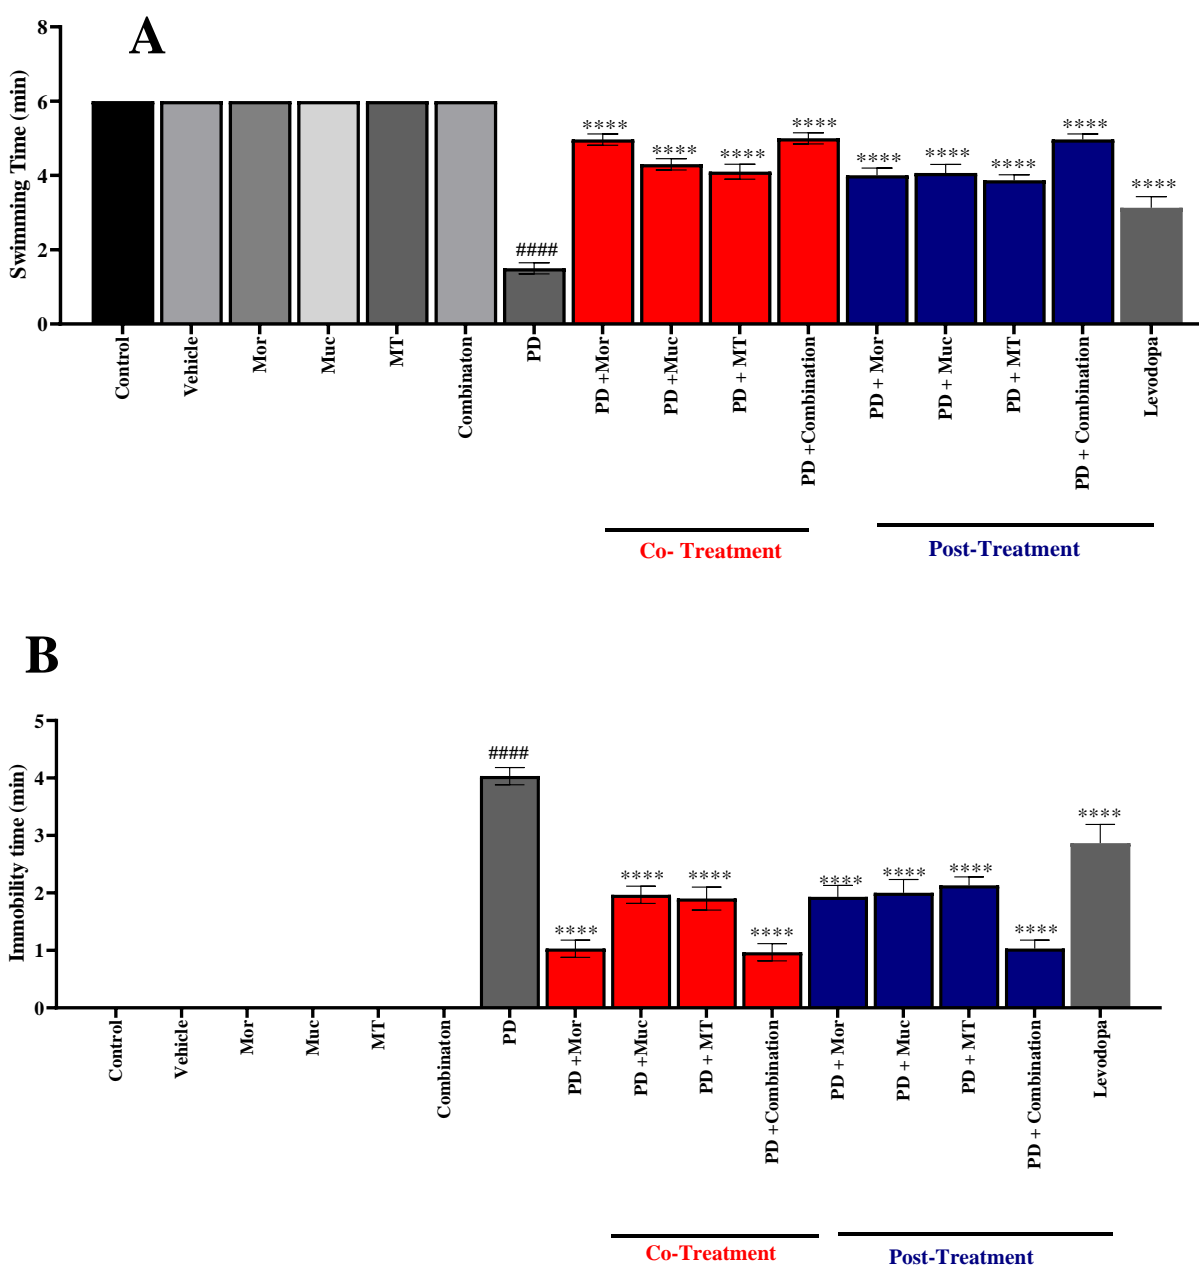 A
Swimming Time (min)
8
6
4
2
0
####
****
****
****
****
****
****
****
****
****
Control
Vehicle
Mor
Muc
MT
Combinaton
PD
PD +Mor
PD +Muc
PD + MT
PD +Combination
PD + Mor
PD + Muc
PD + MT
PD + Combination
Levodopa
Co- Treatment
Post-Treatment
B
Immobility time (min)
5
4
3
2
1
0
####
****
****
****
****
****
****
****
****
****
Control
Vehicle
Mor
Muc
MT
Combinaton
PD
PD +Mor
PD +Muc
PD + MT
PD +Combination
PD + Mor
PD + Muc
PD + MT
PD + Combination
Levodopa
Co-Treatment
Post-Treatment